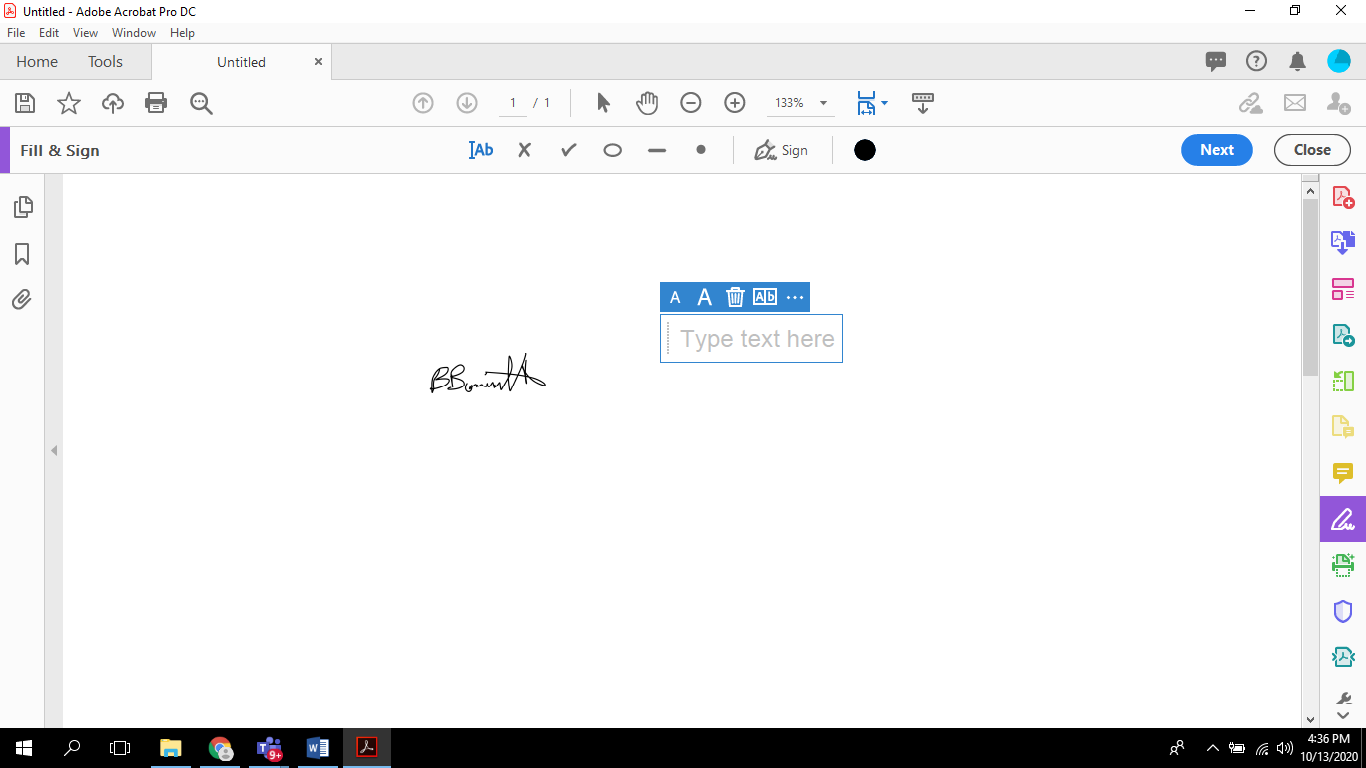 Untitled - Adobe Acrobat Pro DC
File Edit View Window Help
Home Tools Untitled
1 / 1 133%
Fill & Sign Ab Sign Next Close
A A Ab ...
Type text here
9+
4:36 PM
10/13/2020